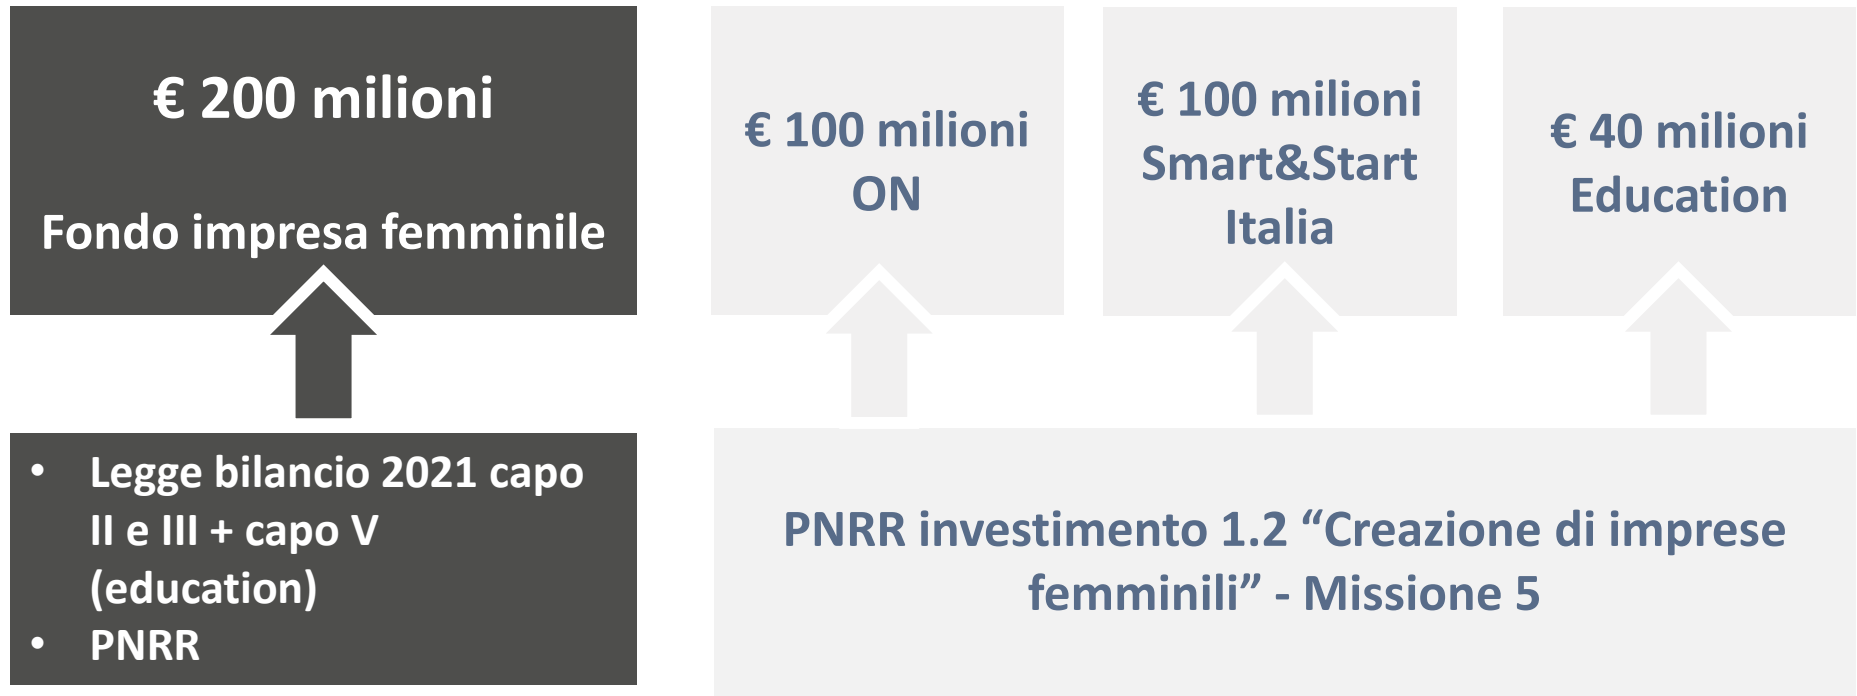 € 200 milioni
Fondo impresa femminile
€ 100 milioni
ON
€ 100 milioni
Smart&Start
Italia
€ 40 milioni
Education
• Legge bilancio 2021 capo
II e III + capo V
(education)
• PNRR
PNRR investimento 1.2 “Creazione di imprese
femminili” - Missione 5